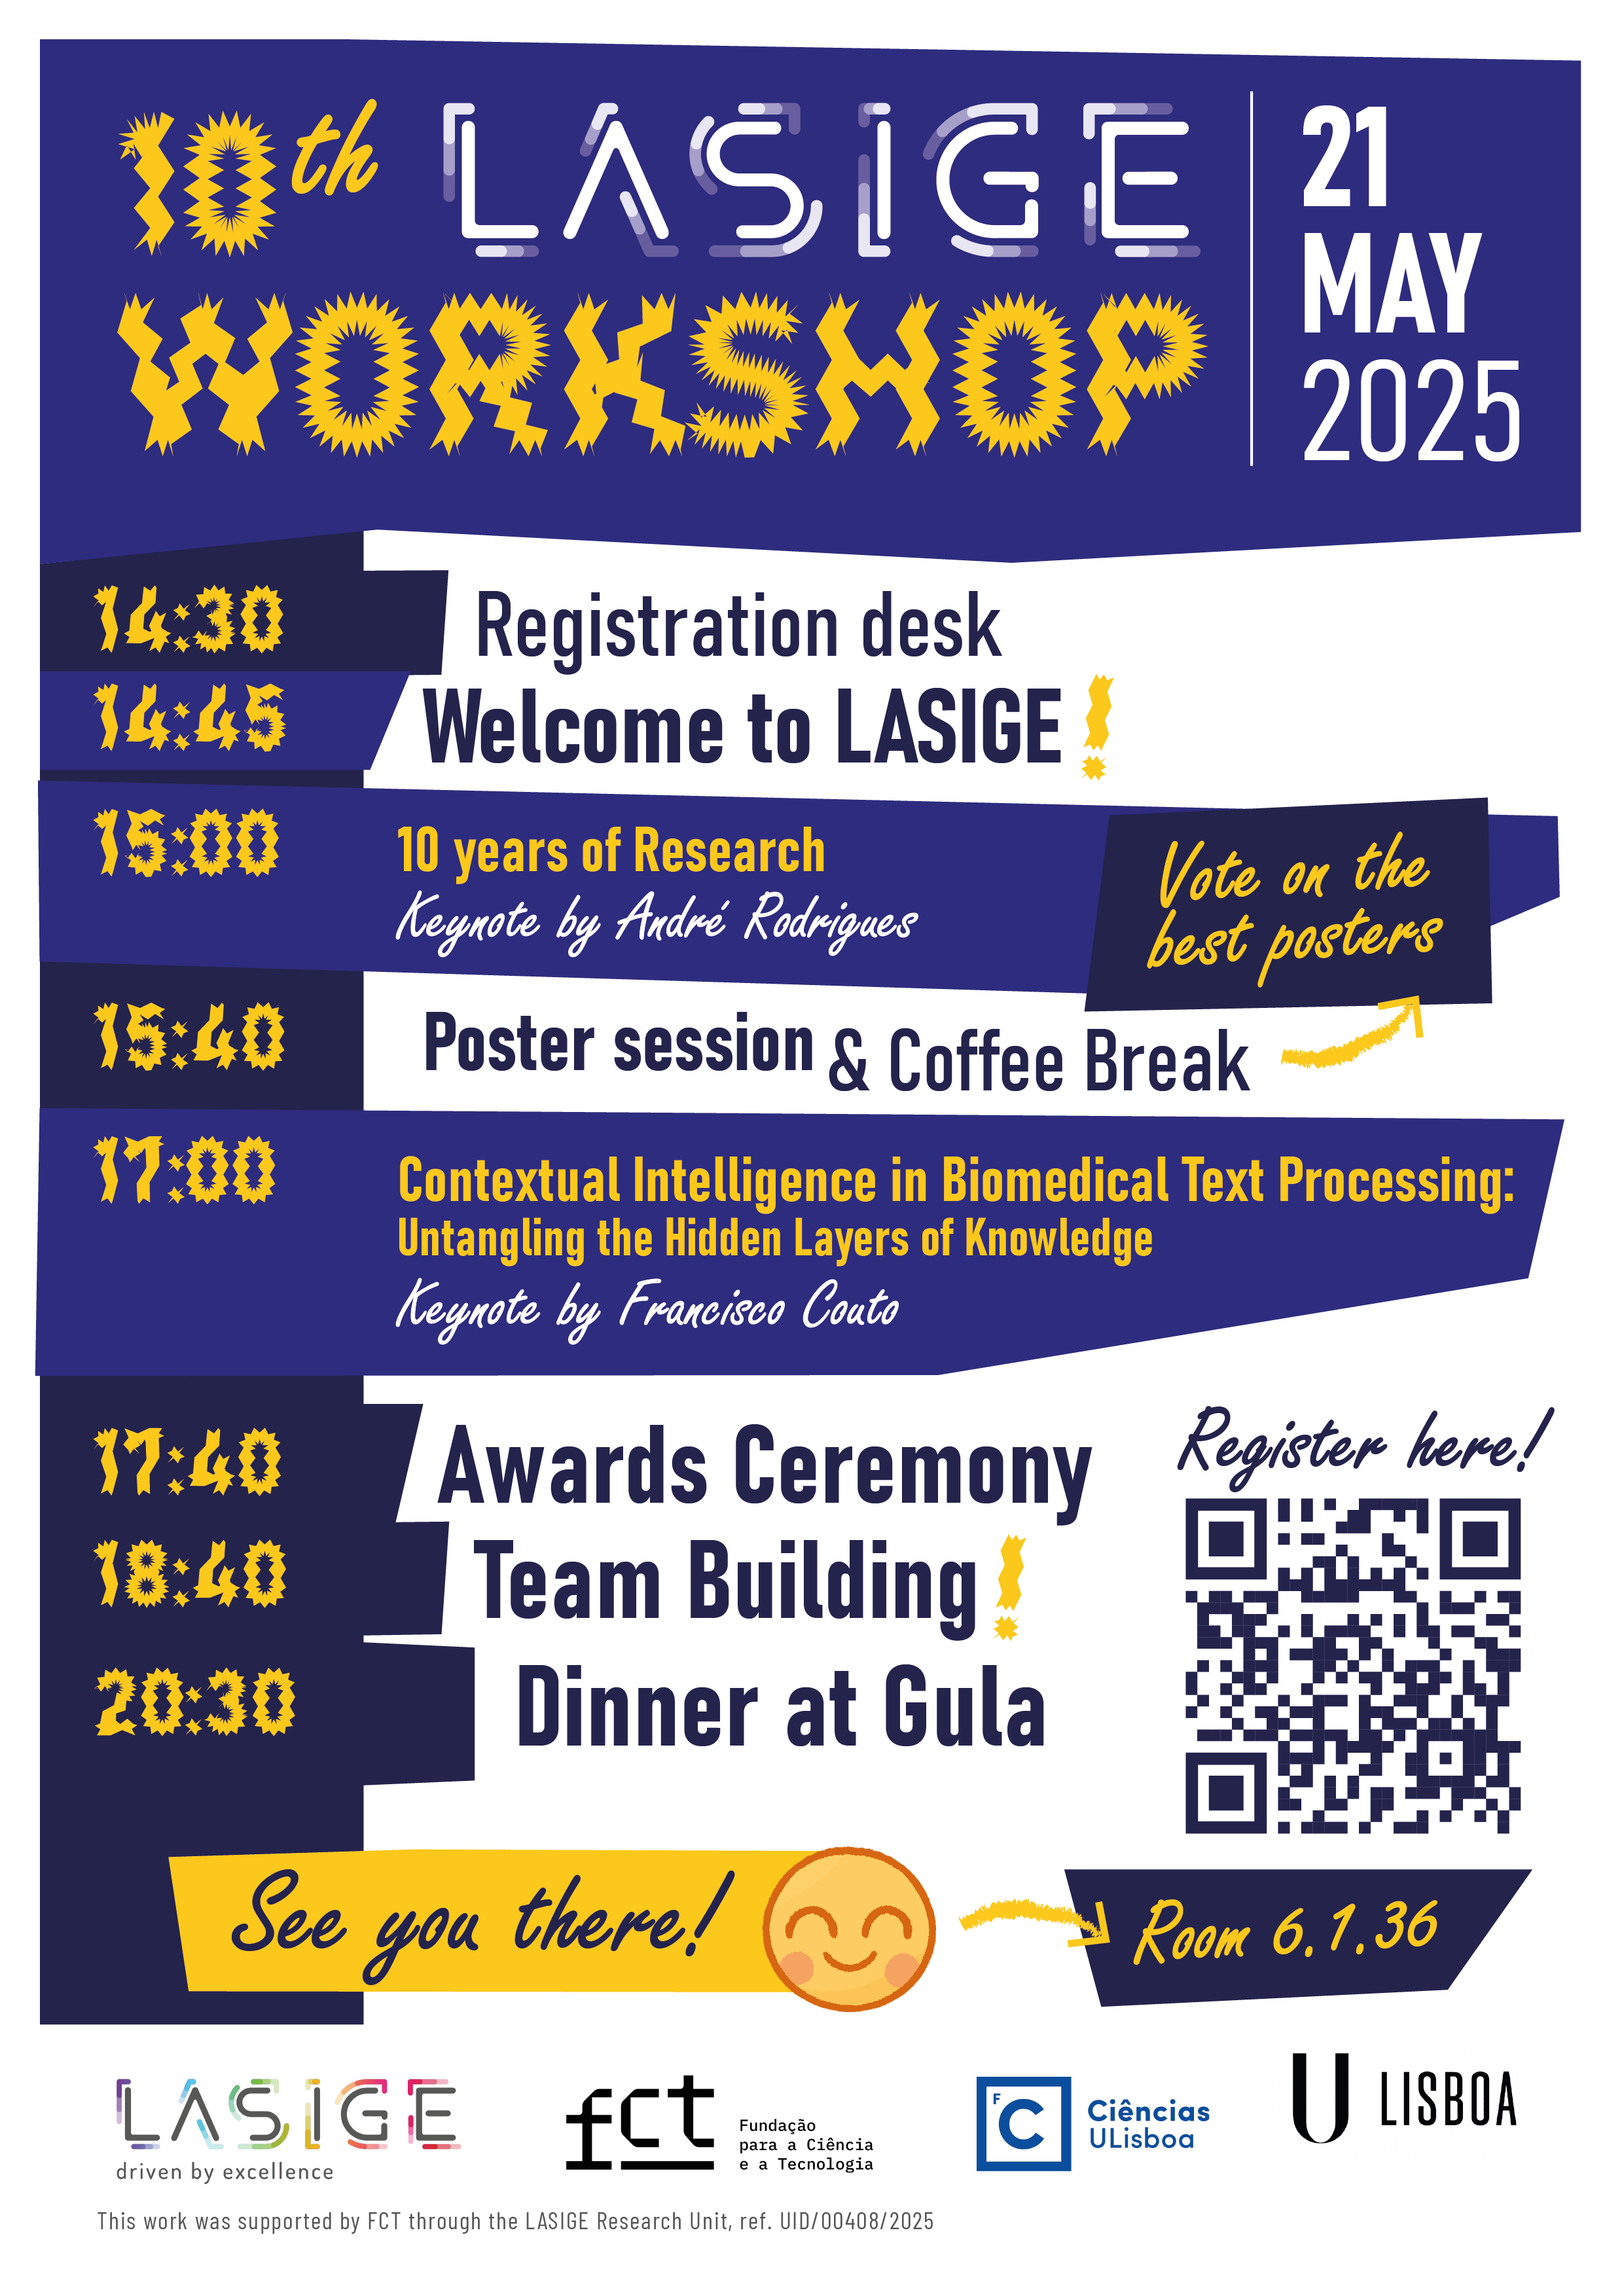 10th LASIGE
WORKSHOP
21
MAY
2025
14:30 Registration desk
14:45 Welcome to LASIGE!
15:00 10 years of Research
Keynote by André Rodrigues
Vote on the
best posters
15:40 Poster session & Coffee Break
17:00 Contextual Intelligence in Biomedical Text Processing:
Untangling the Hidden Layers of Knowledge
Keynote by Francisco Couto
17:40 Awards Ceremony
18:40 Team Building!
20:30 Dinner at Gula
Register here!
See you there!
Room 6.1.36
LASIGE
driven by excellence
fct
Fundação
para a Ciência
e a Tecnologia
F
C
Ciências
ULisboa
U LISBOA
This work was supported by FCT through the LASIGE Research Unit, ref. UID/00408/2025